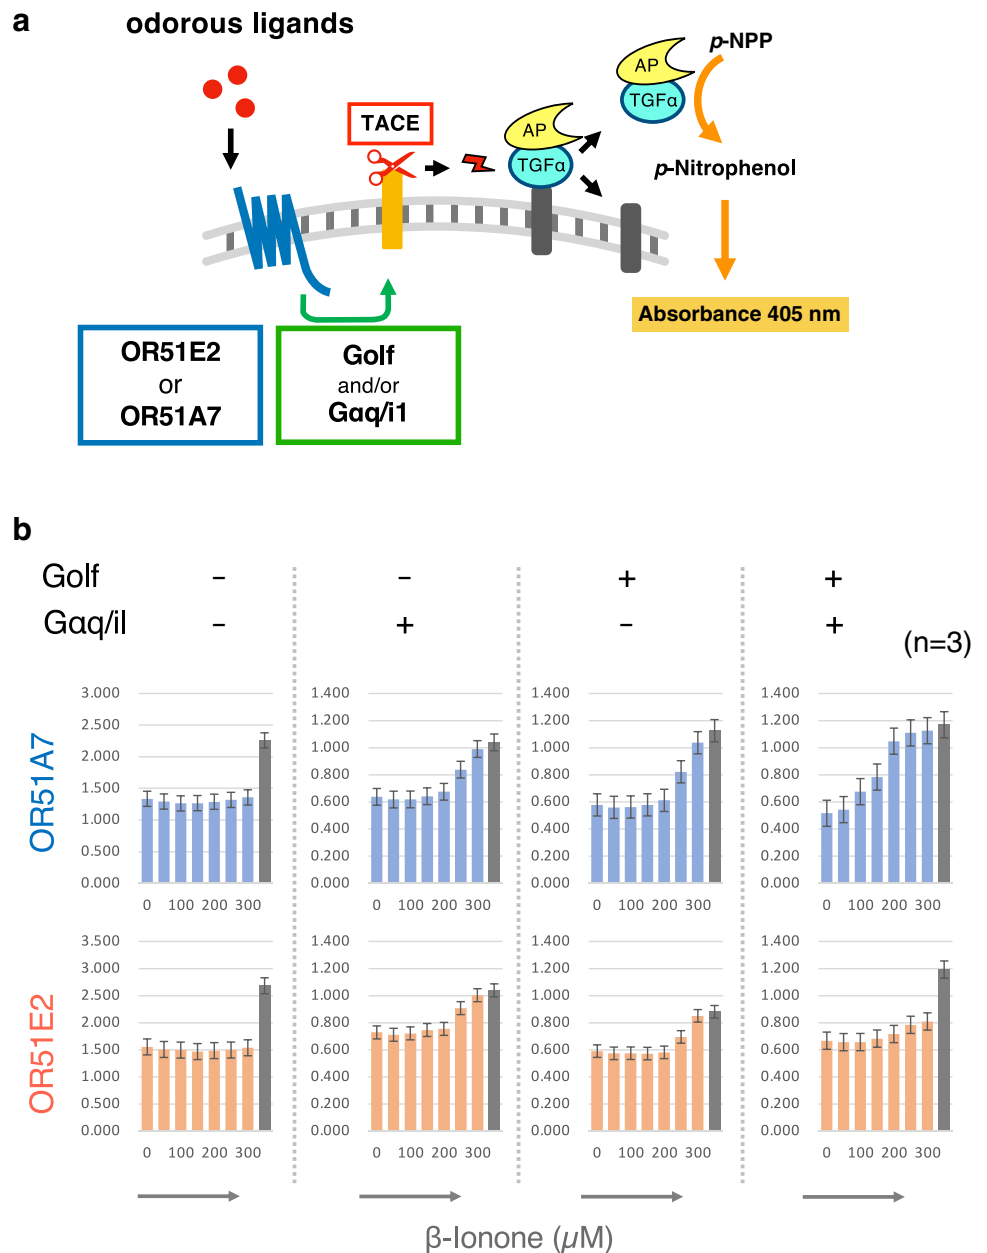 a
odorous ligands
TACE
AP
TGFα
AP
TGFα
p-NPP
p-Nitrophenol
Absorbance 405 nm
OR51E2
or
OR51A7
Golf
and/or
Gαq/i1
b
Golf - - + +
Gαq/il - + - +
(n=3)
OR51A7
3.000
2.500
2.000
1.500
1.000
0.500
0.000
0 100 200 300
1.400
1.200
1.000
0.800
0.600
0.400
0.200
0.000
0 100 200 300
1.400
1.200
1.000
0.800
0.600
0.400
0.200
0.000
0 100 200 300
1.400
1.200
1.000
0.800
0.600
0.400
0.200
0.000
0 100 200 300
OR51E2
3.500
3.000
2.500
2.000
1.500
1.000
0.500
0.000
0 100 200 300
1.400
1.200
1.000
0.800
0.600
0.400
0.200
0.000
0 100 200 300
1.400
1.200
1.000
0.800
0.600
0.400
0.200
0.000
0 100 200 300
1.400
1.200
1.000
0.800
0.600
0.400
0.200
0.000
0 100 200 300
β-Ionone (μM)